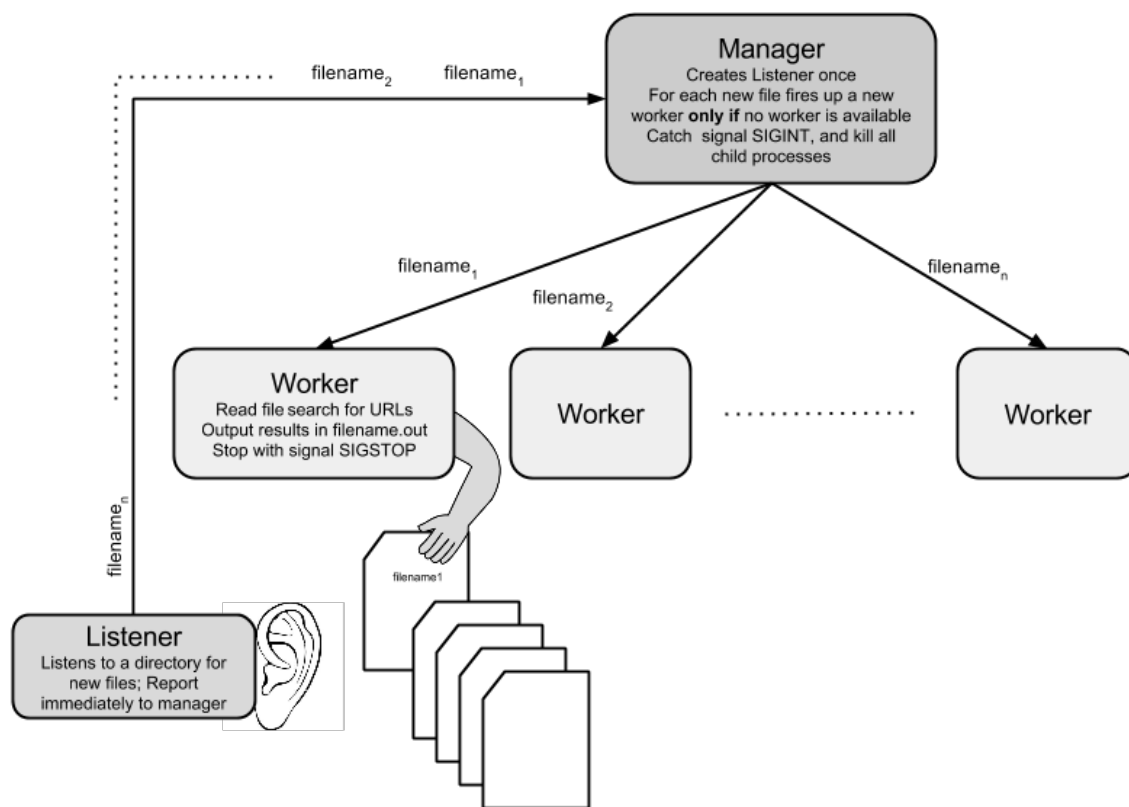 Manager
Creates Listener once
For each new file fires up a new
worker only if no worker is available
Catch signal SIGINT, and kill all
child processes
filename2 filename1
filename1
filename2
filenamen
Worker
Read file search for URLs
Output results in filename.out
Stop with signal SIGSTOP
Worker
Worker
filenamen
filename1
Listener
Listens to a directory for
new files; Report
immediately to manager